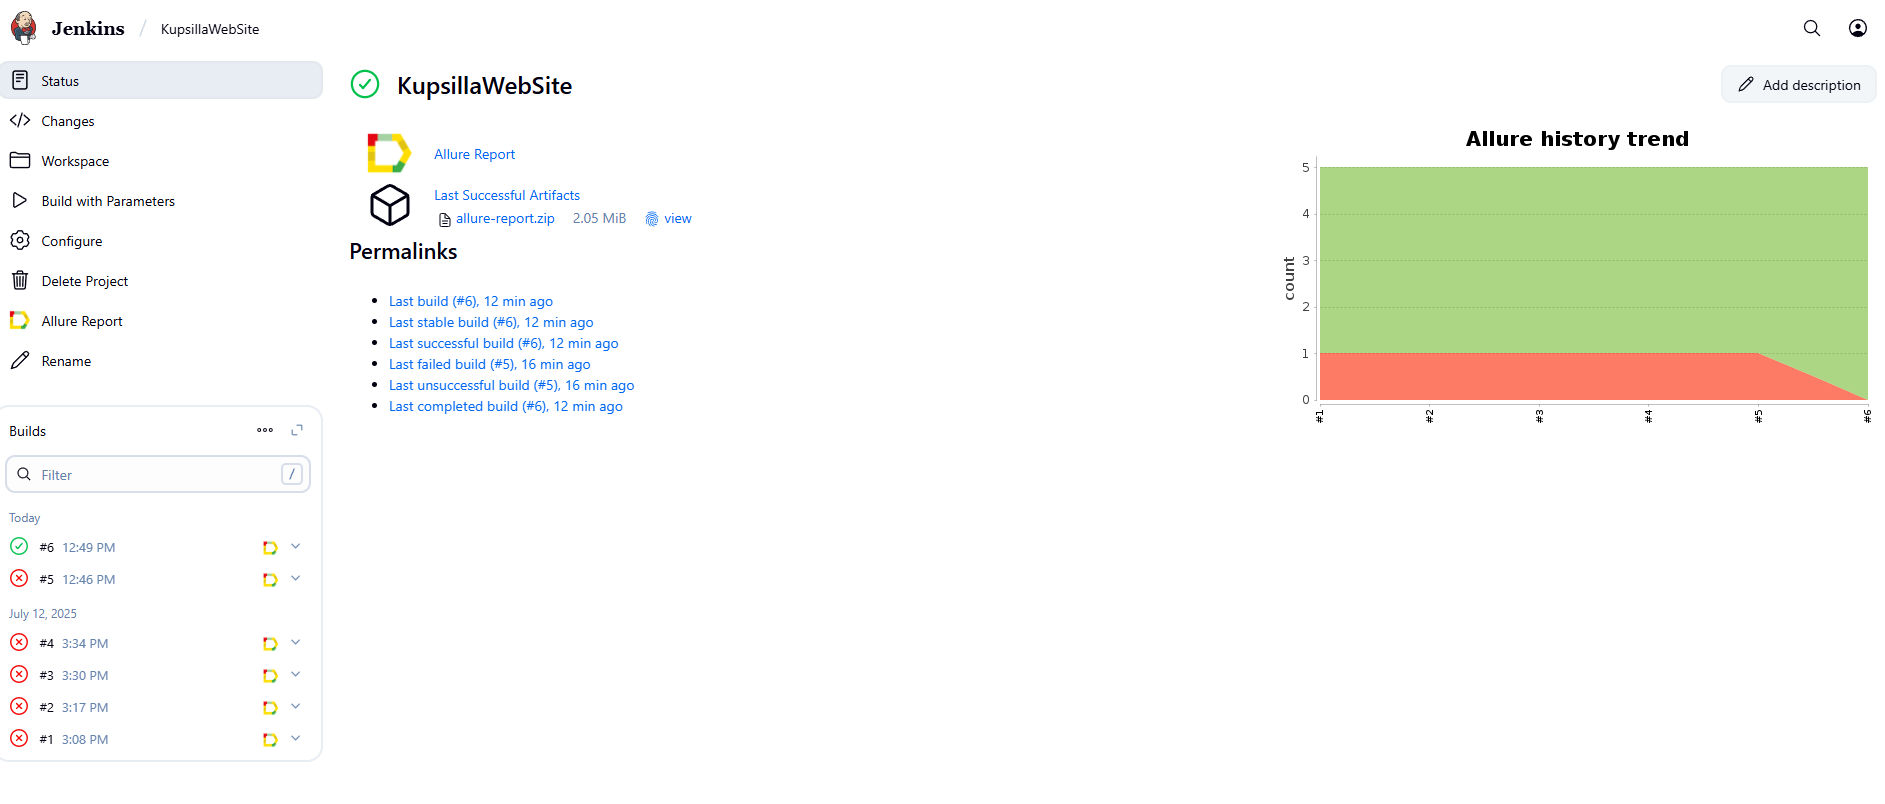 Jenkins / KupsillaWebSite
Status
Changes
Workspace
Build with Parameters
Configure
Delete Project
Allure Report
Rename
Builds
Filter /
Today
#6 12:49 PM
#5 12:46 PM
July 12, 2025
#4 3:34 PM
#3 3:30 PM
#2 3:17 PM
#1 3:08 PM
KupsillaWebSite
Add description
Allure Report
Last Successful Artifacts
allure-report.zip 2.05 MiB view
Permalinks
Last build (#6), 12 min ago
Last stable build (#6), 12 min ago
Last successful build (#6), 12 min ago
Last failed build (#5), 16 min ago
Last unsuccessful build (#5), 16 min ago
Last completed build (#6), 12 min ago
Allure history trend
count
5
4
3
2
1
0
#1 #2 #3 #4 #5 #6